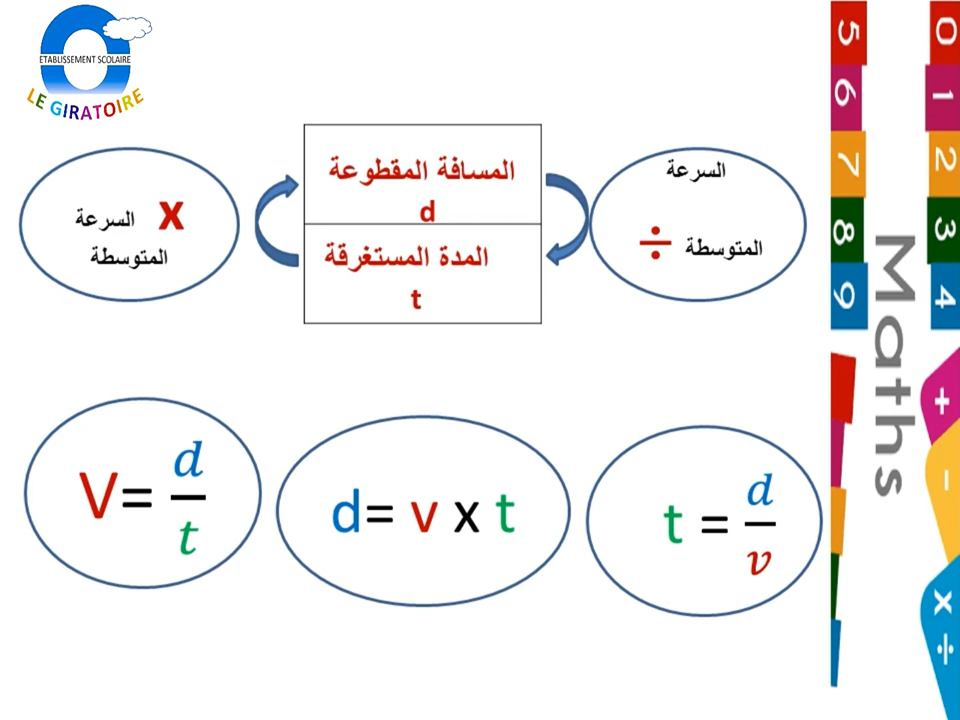 ETABLISSEMENT SCOLAIRE
LE GIRATOIRE
المسافة المقطوعة
d
المدة المستغرقة
t
x السرعة
المتوسطة
السرعة
÷ المتوسطة
V= d/t
d= v x t
t = d/v
5 6 7 8 9
0 1 2 3 4
Maths
+ - x ÷